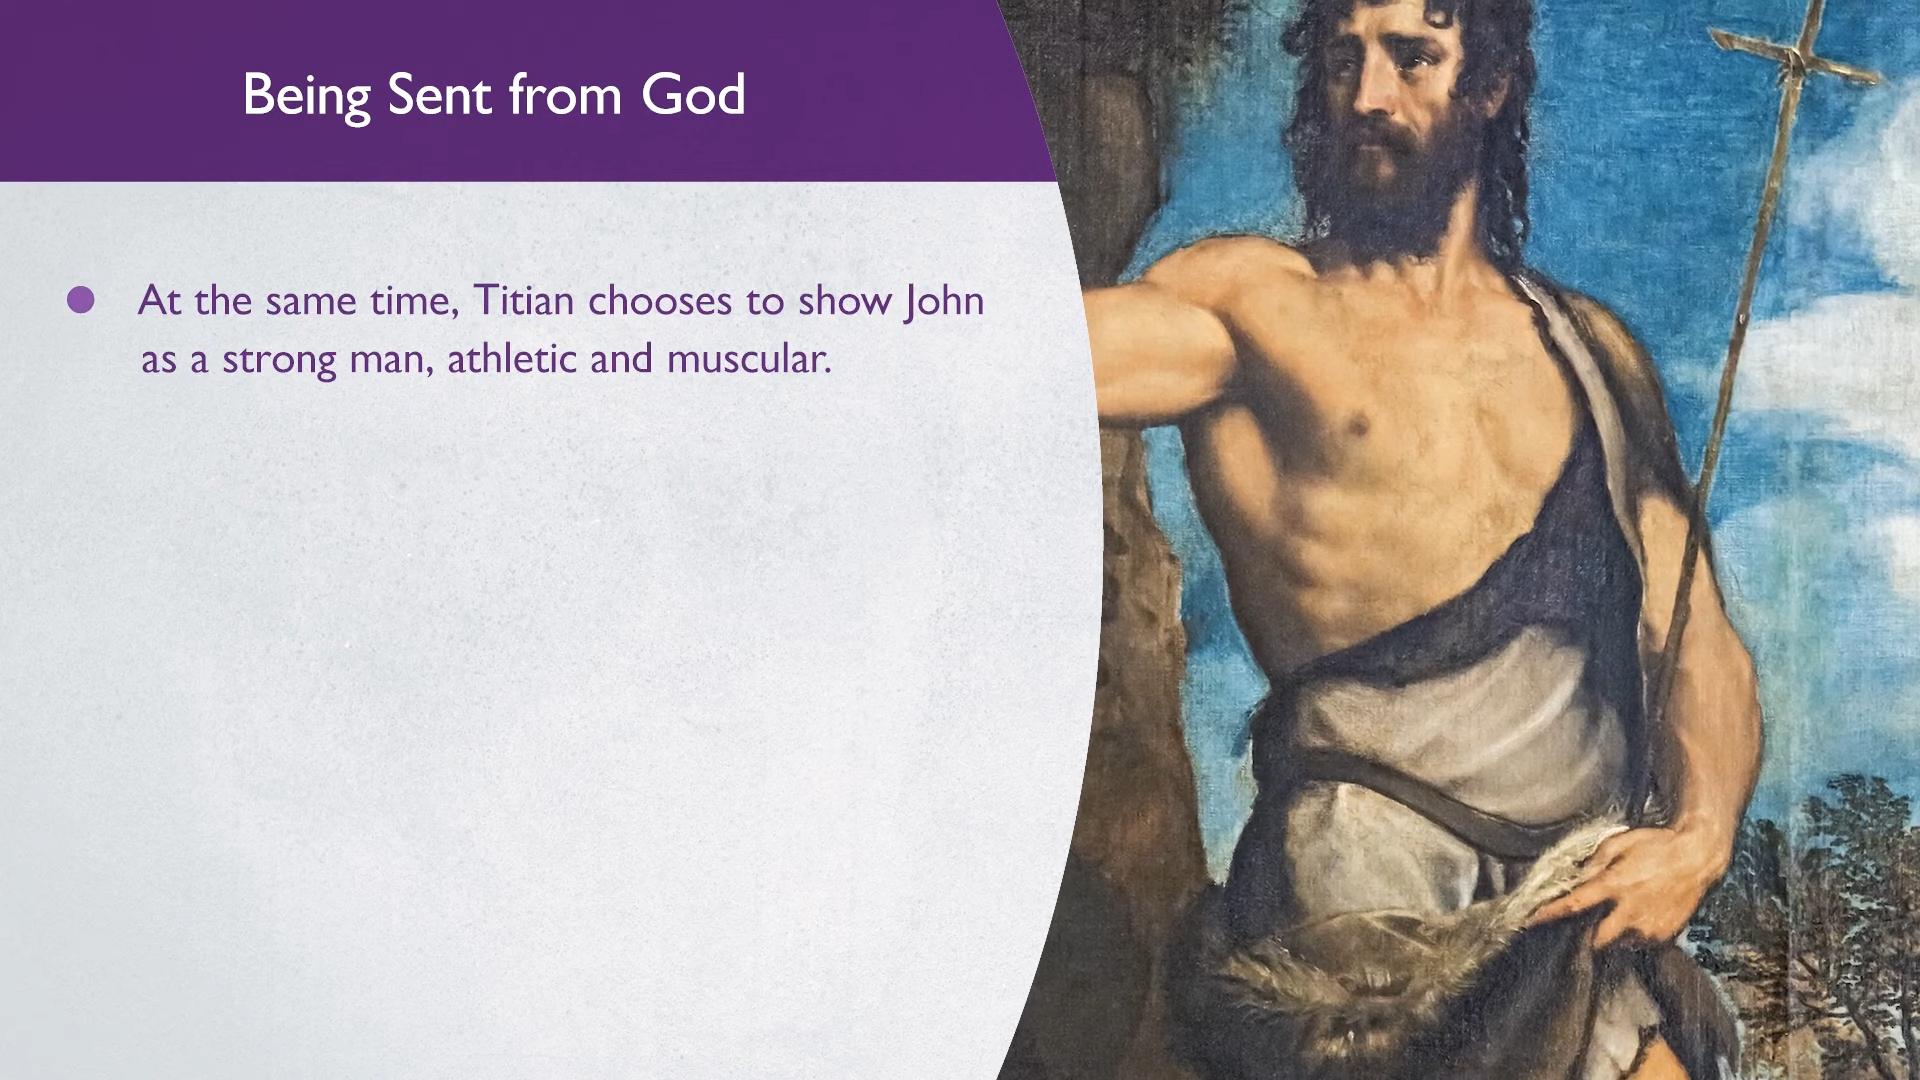 Being Sent from God
At the same time, Titian chooses to show John
as a strong man, athletic and muscular.